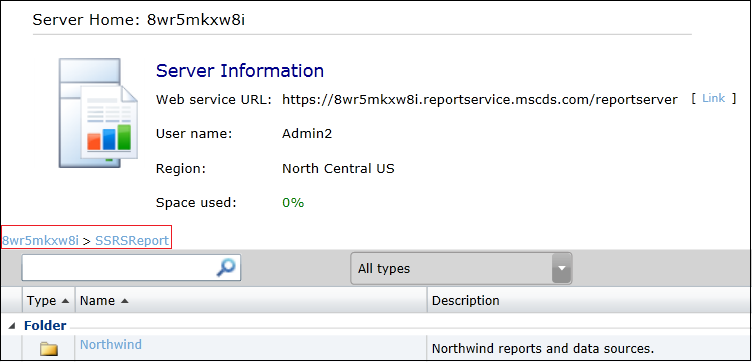 Server Home: 8wr5mkxw8i
Server Information
Web service URL: https://8wr5mkxw8i.reportservice.mscds.com/reportserver [ Link ]
User name: Admin2
Region: North Central US
Space used: 0%
8wr5mkxw8i > SSRSReport
All types
Type Name Description
Folder
Northwind Northwind reports and data sources.